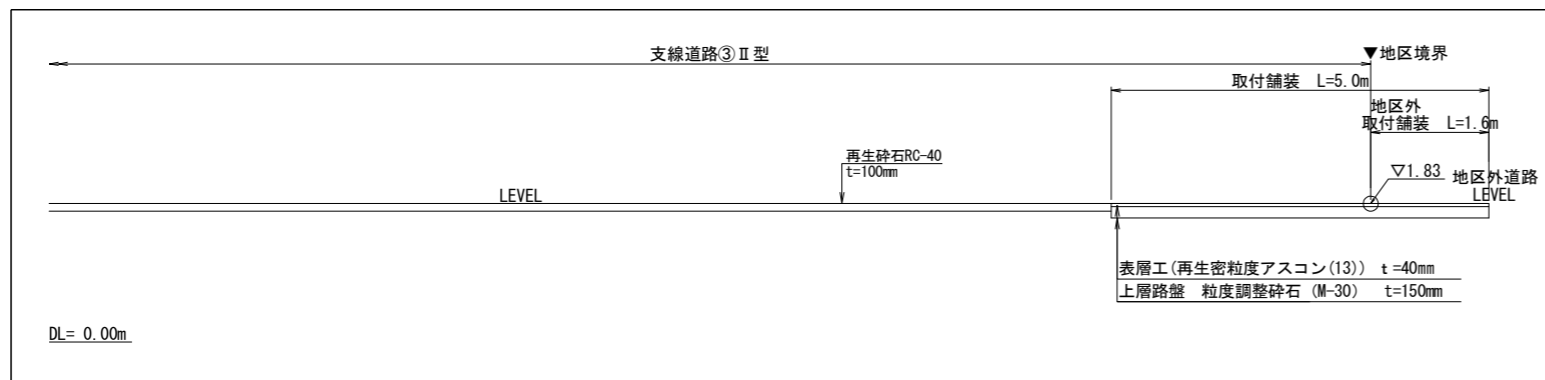 支線道路③Ⅱ型
▼地区境界
取付舗装　L=5.0m
地区外
取付舗装　L=1.6m
再生砕石RC-40
t=100mm
▽1.83
地区外道路
LEVEL
LEVEL
表層工(再生密粒度アスコン(13))　t=40mm
上層路盤　粒度調整砕石 (M-30)　t=150mm
DL= 0.00m